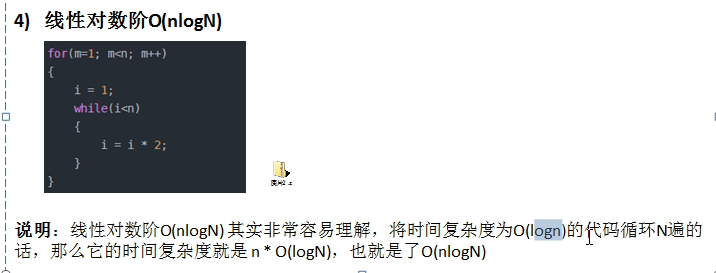 4) 线性对数阶O(nlogN)
for(m=1; m<n; m++)
{
i = 1;
while(i<n)
{
i = i * 2;
}
}
说明：线性对数阶O(nlogN) 其实非常容易理解，将时间复杂度为O(logn)的代码循环N遍的
话，那么它的时间复杂度就是 n * O(logN)，也就是了O(nlogN)